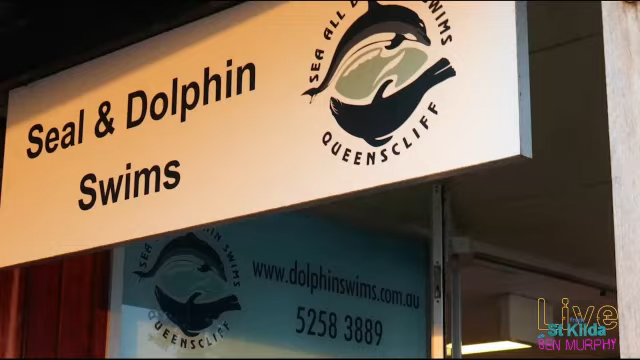 Seal & Dolphin
Swims
SEA ALL DOLPHIN SWIMS
QUEENSCLIFF
SEA ALL DOLPHIN SWIMS
QUEENSCLIFF
www.dolphinswims.com.au
5258 3889
Live
from
St Kilda
BEN MURPHY